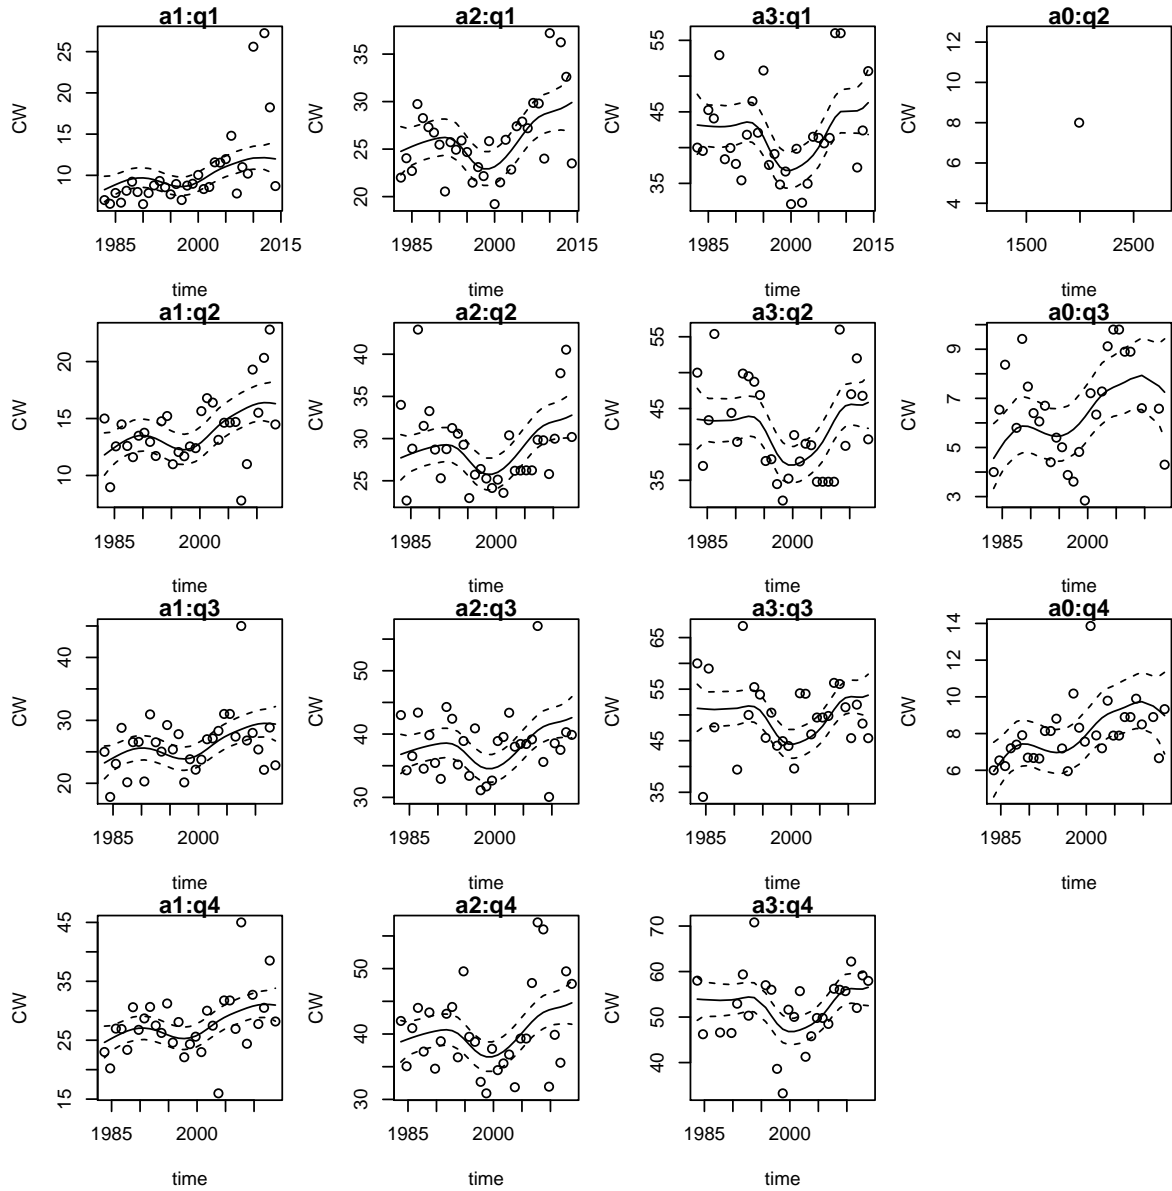 a1:q1
CW
10 15 20 25
1985 2000 2015
time
a2:q1
CW
20 25 30 35
1985 2000 2015
time
a3:q1
CW
35 45 55
1985 2000 2015
time
a0:q2
CW
4 6 8 10 12
1500 2500
time
a1:q2
CW
10 15 20
1985 2000
time
a2:q2
CW
25 30 35 40
1985 2000
time
a3:q2
CW
35 45 55
1985 2000
time
a0:q3
CW
3 5 7 9
1985 2000
time
a1:q3
CW
20 30 40
1985 2000
time
a2:q3
CW
30 40 50
1985 2000
time
a3:q3
CW
35 45 55 65
1985 2000
time
a0:q4
CW
6 8 10 12 14
1985 2000
time
a1:q4
CW
15 25 35 45
1985 2000
time
a2:q4
CW
30 40 50
1985 2000
time
a3:q4
CW
40 50 60 70
1985 2000
time